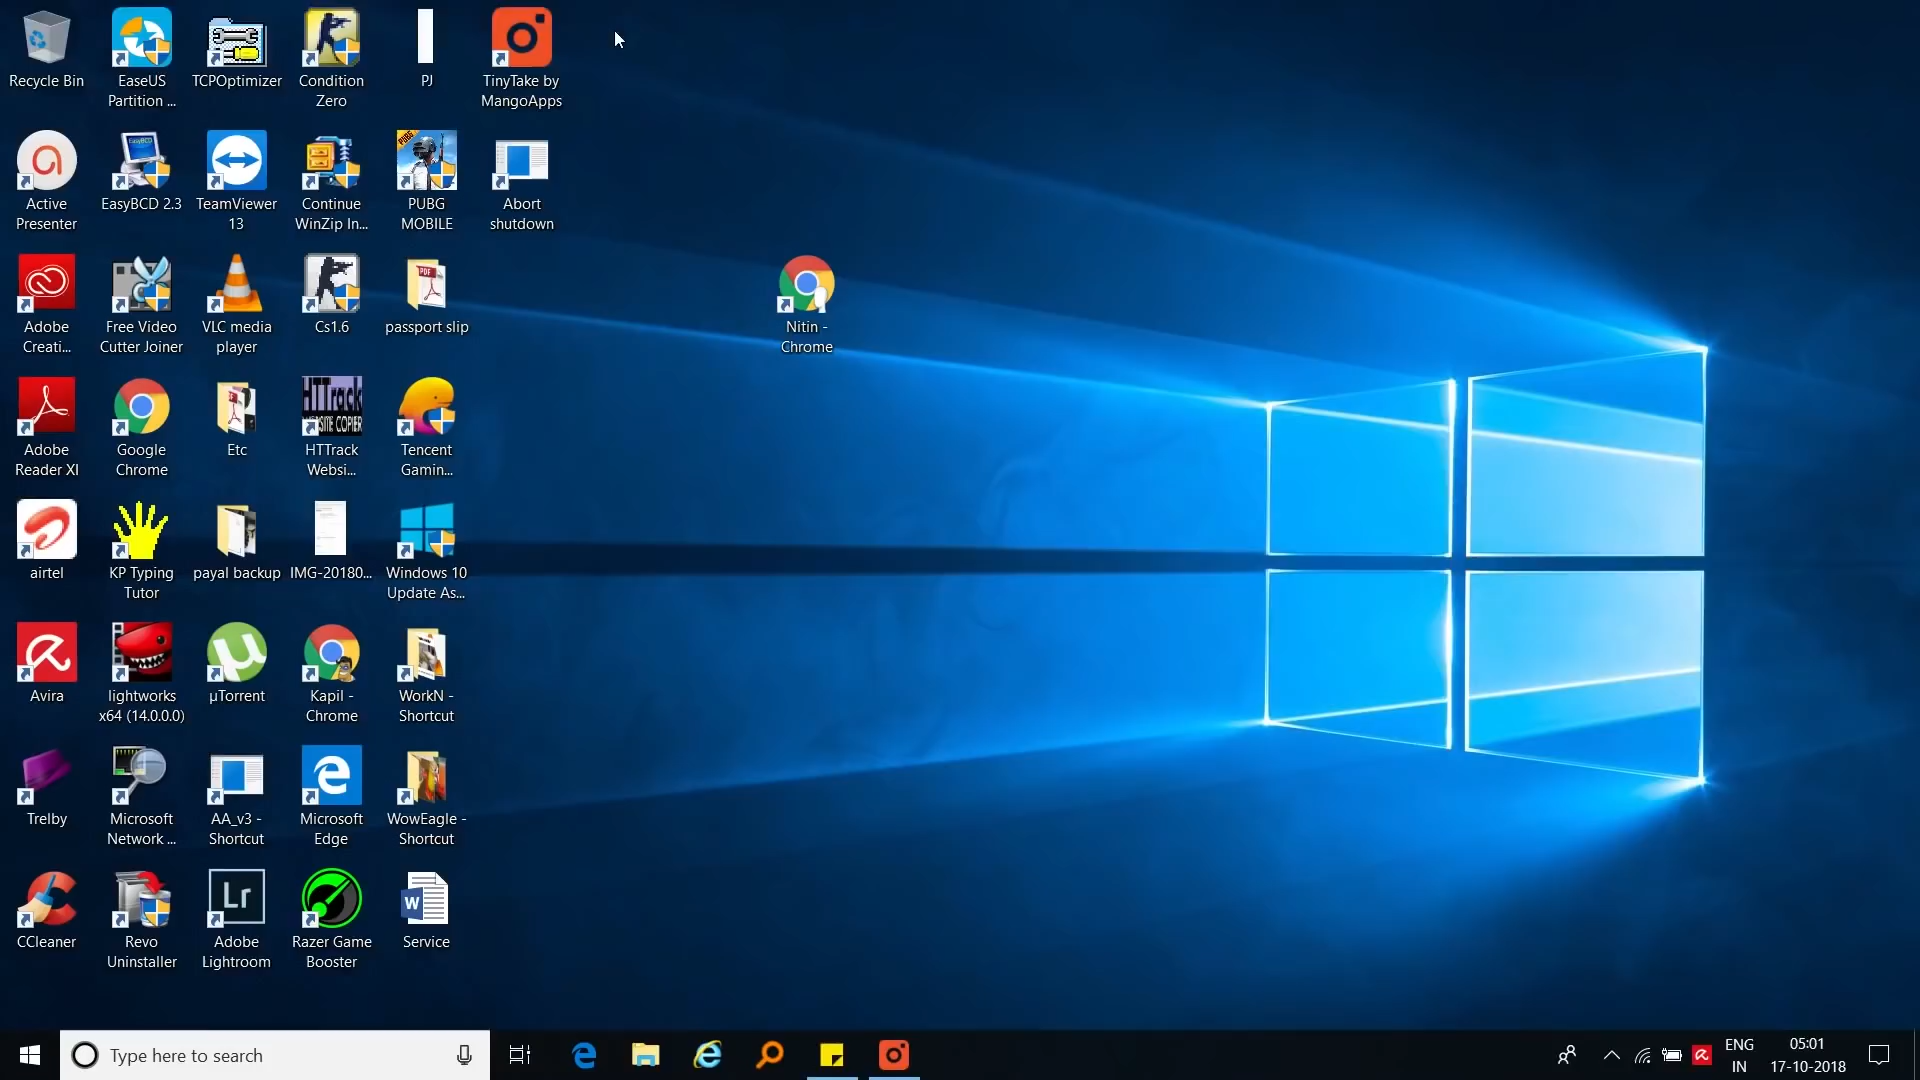 Recycle Bin
EaseUS
Partition ...
TCPOptimizer
Condition
Zero
PJ
TinyTake by
MangoApps
Active
Presenter
EasyBCD 2.3
TeamViewer
13
Continue
WinZip In...
PUBG
MOBILE
Abort
shutdown
Adobe
Creati...
Free Video
Cutter Joiner
VLC media
player
Cs1.6
passport slip
Nitin -
Chrome
Adobe
Reader XI
Google
Chrome
Etc
HTTrack
Websi...
Tencent
Gamin...
airtel
KP Typing
Tutor
payal backup
IMG-20180...
Windows 10
Update As...
Avira
lightworks
x64 (14.0.0.0)
µTorrent
Kapil -
Chrome
WorkN -
Shortcut
Trelby
Microsoft
Network ...
AA_v3 -
Shortcut
Microsoft
Edge
WowEagle -
Shortcut
CCleaner
Revo
Uninstaller
Adobe
Lightroom
Razer Game
Booster
Service
Type here to search
ENG
IN
05:01
17-10-2018